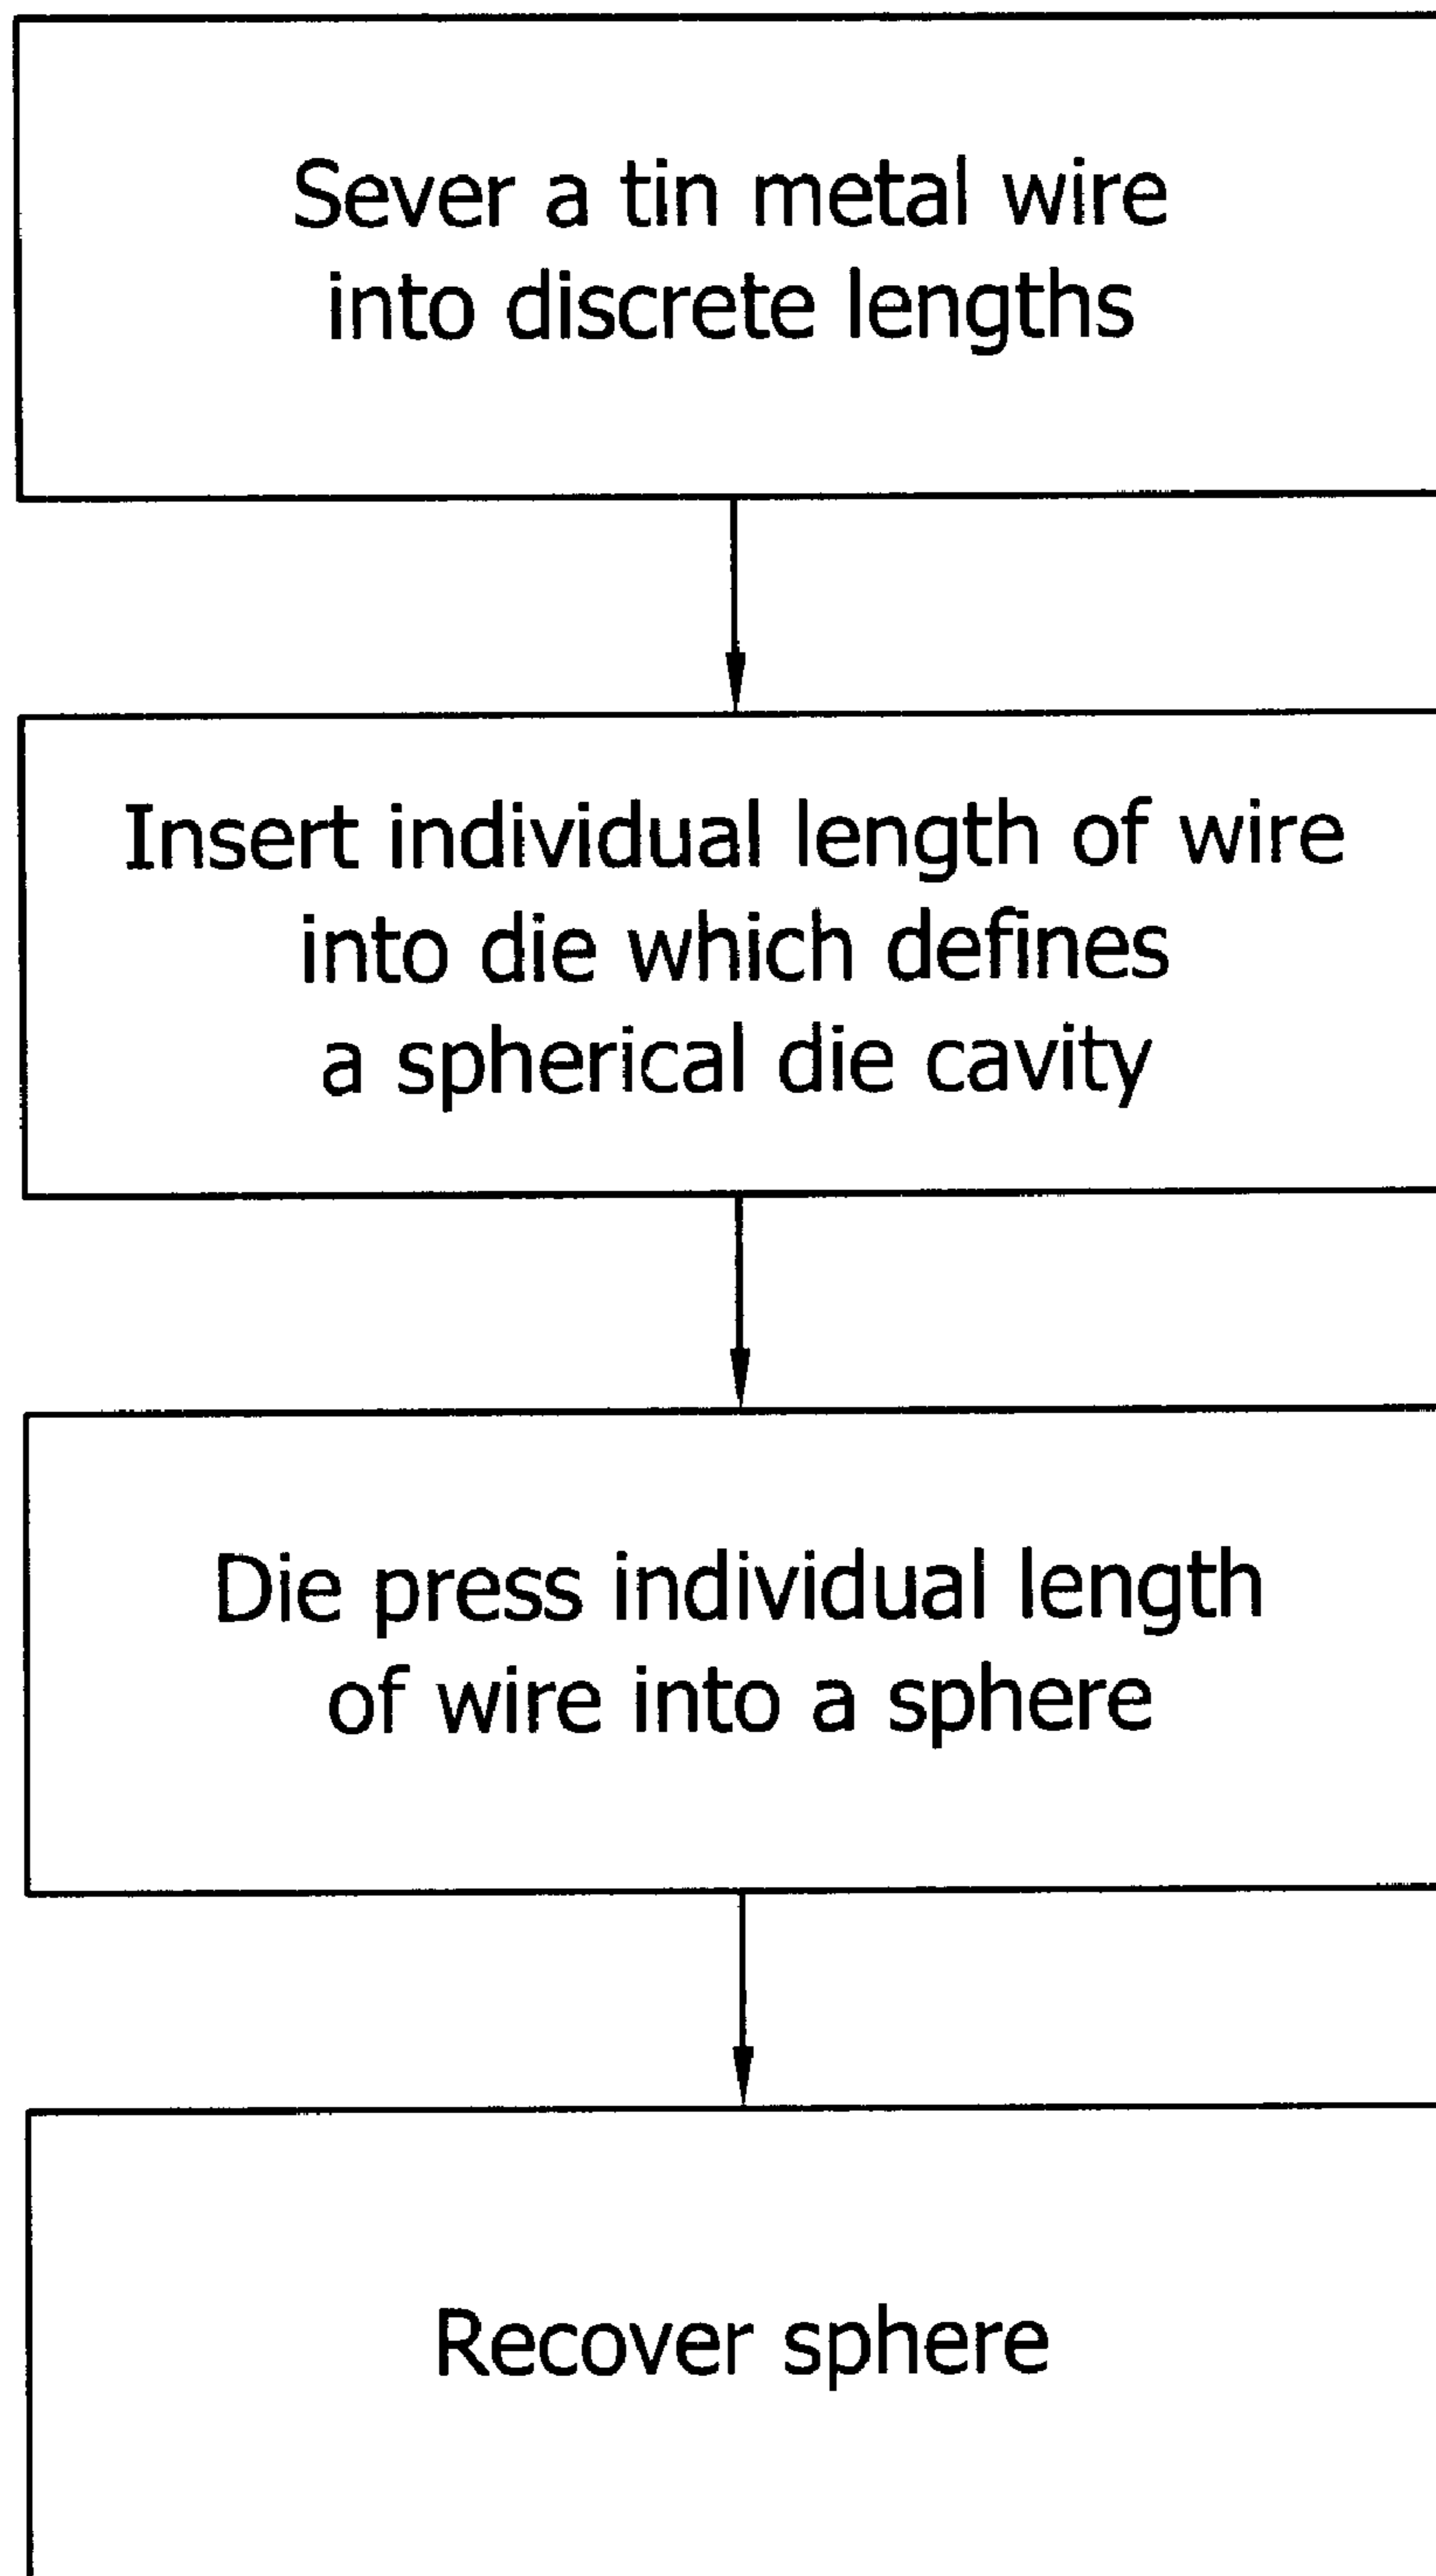 Sever a tin metal wire
into discrete lengths
Insert individual length of wire
into die which defines
a spherical die cavity
Die press individual length
of wire into a sphere
Recover sphere